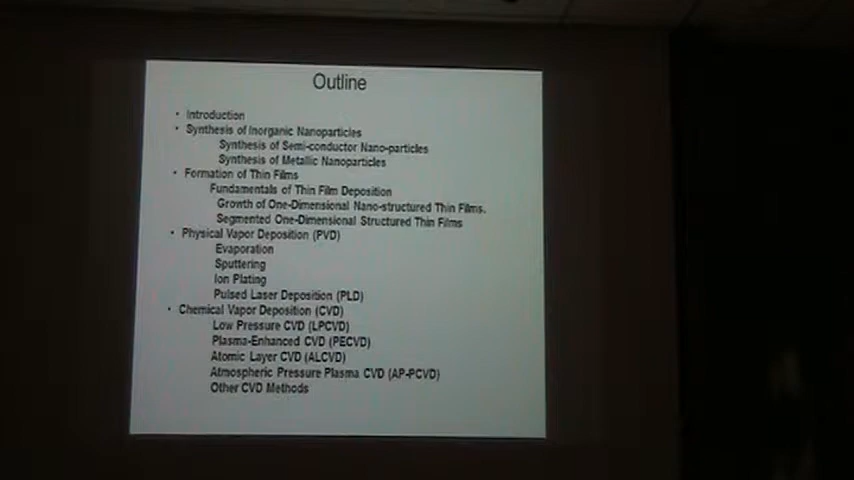 Outline
• Introduction
• Synthesis of Inorganic Nanoparticles
Synthesis of Semi-conductor Nano-particles
Synthesis of Metallic Nanoparticles
• Formation of Thin Films
Fundamentals of Thin Film Deposition
Growth of One-Dimensional Nano-structured Thin Films.
Segmented One-Dimensional Structured Thin Films
• Physical Vapor Deposition (PVD)
Evaporation
Sputtering
Ion Plating
Pulsed Laser Deposition (PLD)
• Chemical Vapor Deposition (CVD)
Low Pressure CVD (LPCVD)
Plasma-Enhanced CVD (PECVD)
Atomic Layer CVD (ALCVD)
Atmospheric Pressure Plasma CVD (AP-PCVD)
Other CVD Methods